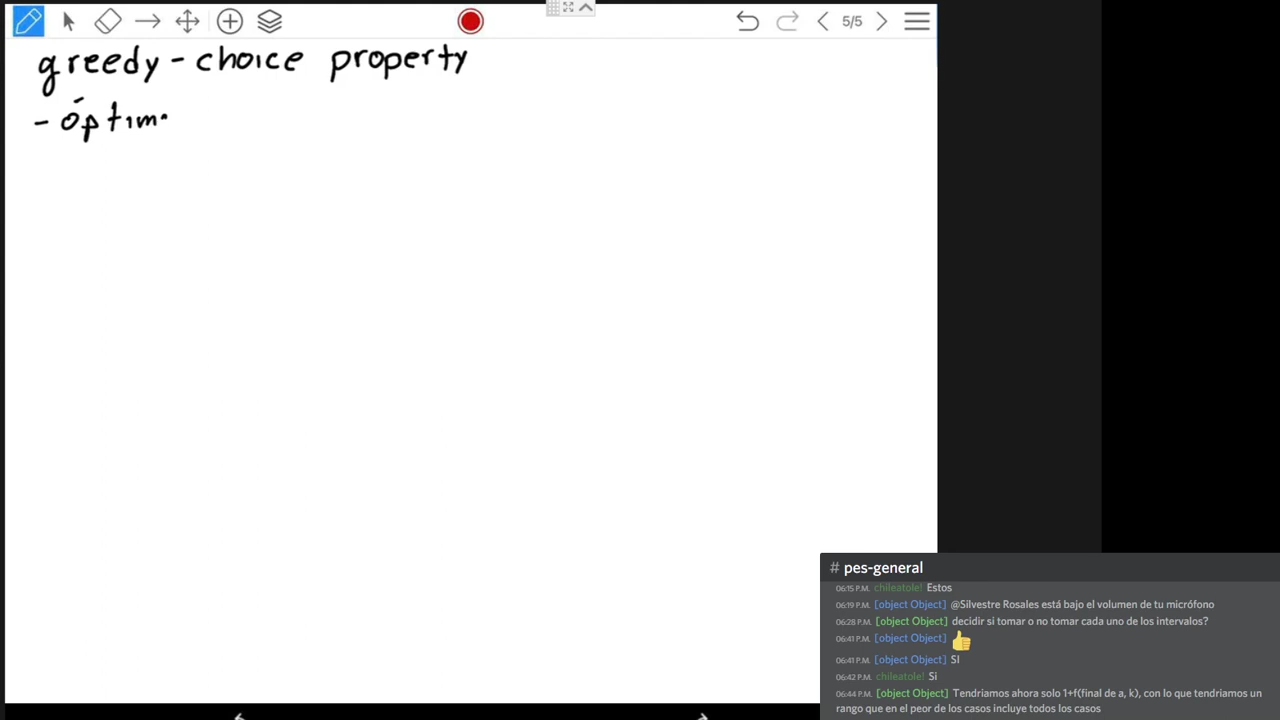 5/5
greedy - choice property
- óptim
# pes-general
06:15 P.M. chileatole! Estos
06:19 P.M. [object Object] @Silvestre Rosales está bajo el volumen de tu micrófono
06:28 P.M. [object Object] decidir si tomar o no tomar cada uno de los intervalos?
06:41 P.M. [object Object] 👍
06:41 P.M. [object Object] SI
06:42 P.M. chileatole! Si
06:44 P.M. [object Object] Tendriamos ahora solo 1+f(final de a, k), con lo que tendriamos un
rango que en el peor de los casos incluye todos los casos